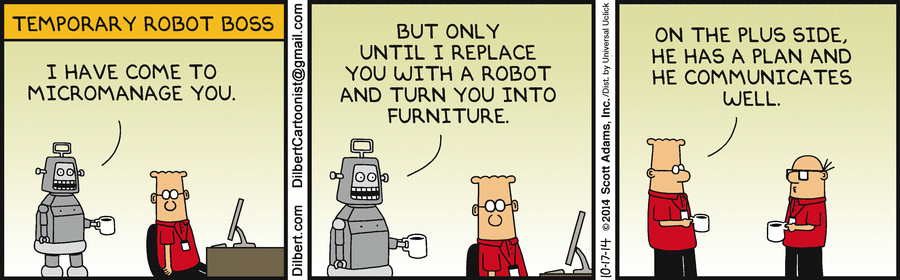 TEMPORARY ROBOT BOSS
I HAVE COME TO
MICROMANAGE YOU.
Dilbert.com DilbertCartoonist@gmail.com
BUT ONLY
UNTIL I REPLACE
YOU WITH A ROBOT
AND TURN YOU INTO
FURNITURE.
10-17-14 ©2014 Scott Adams, Inc. /Dist. by Universal Uclick
ON THE PLUS SIDE,
HE HAS A PLAN AND
HE COMMUNICATES
WELL.